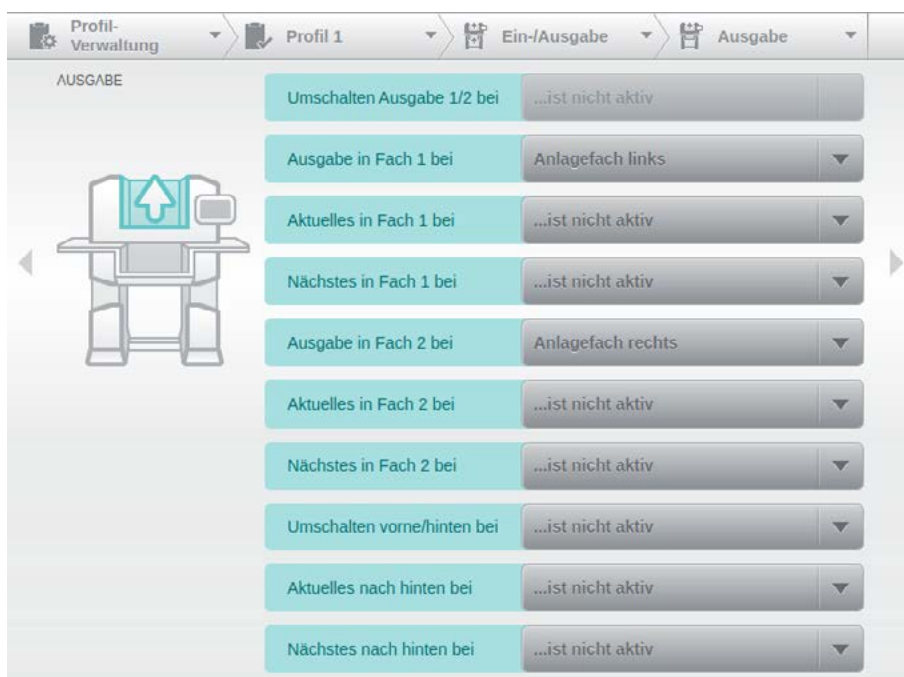 Profil-
Verwaltung
Profil 1
Ein-/Ausgabe
Ausgabe
AUSGABE
Umschalten Ausgabe 1/2 bei ...ist nicht aktiv
Ausgabe in Fach 1 bei Anlagefach links
Aktuelles in Fach 1 bei ...ist nicht aktiv
Nächstes in Fach 1 bei ...ist nicht aktiv
Ausgabe in Fach 2 bei Anlagefach rechts
Aktuelles in Fach 2 bei ...ist nicht aktiv
Nächstes in Fach 2 bei ...ist nicht aktiv
Umschalten vorne/hinten bei ...ist nicht aktiv
Aktuelles nach hinten bei ...ist nicht aktiv
Nächstes nach hinten bei ...ist nicht aktiv